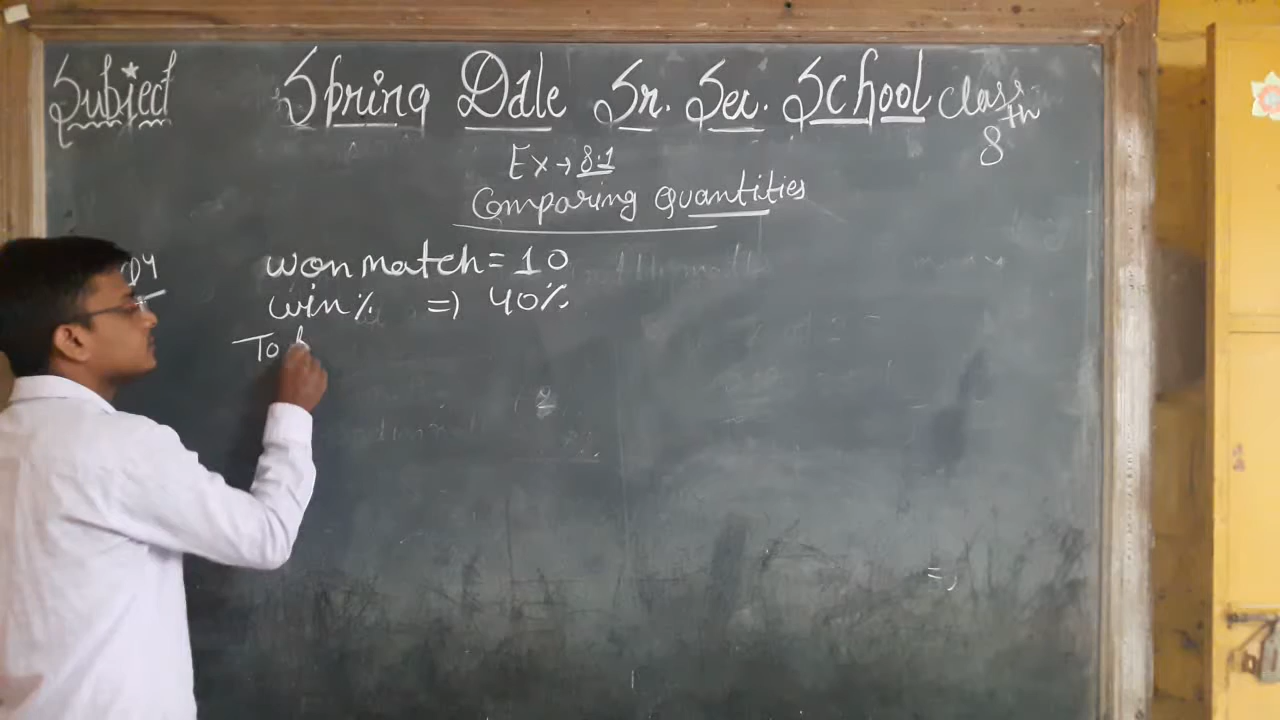 Subject Spring Dale Sr. Sec. School Class 8th
Ex → 8.1
Comparing Quantities
won match = 10
win % => 40%
To